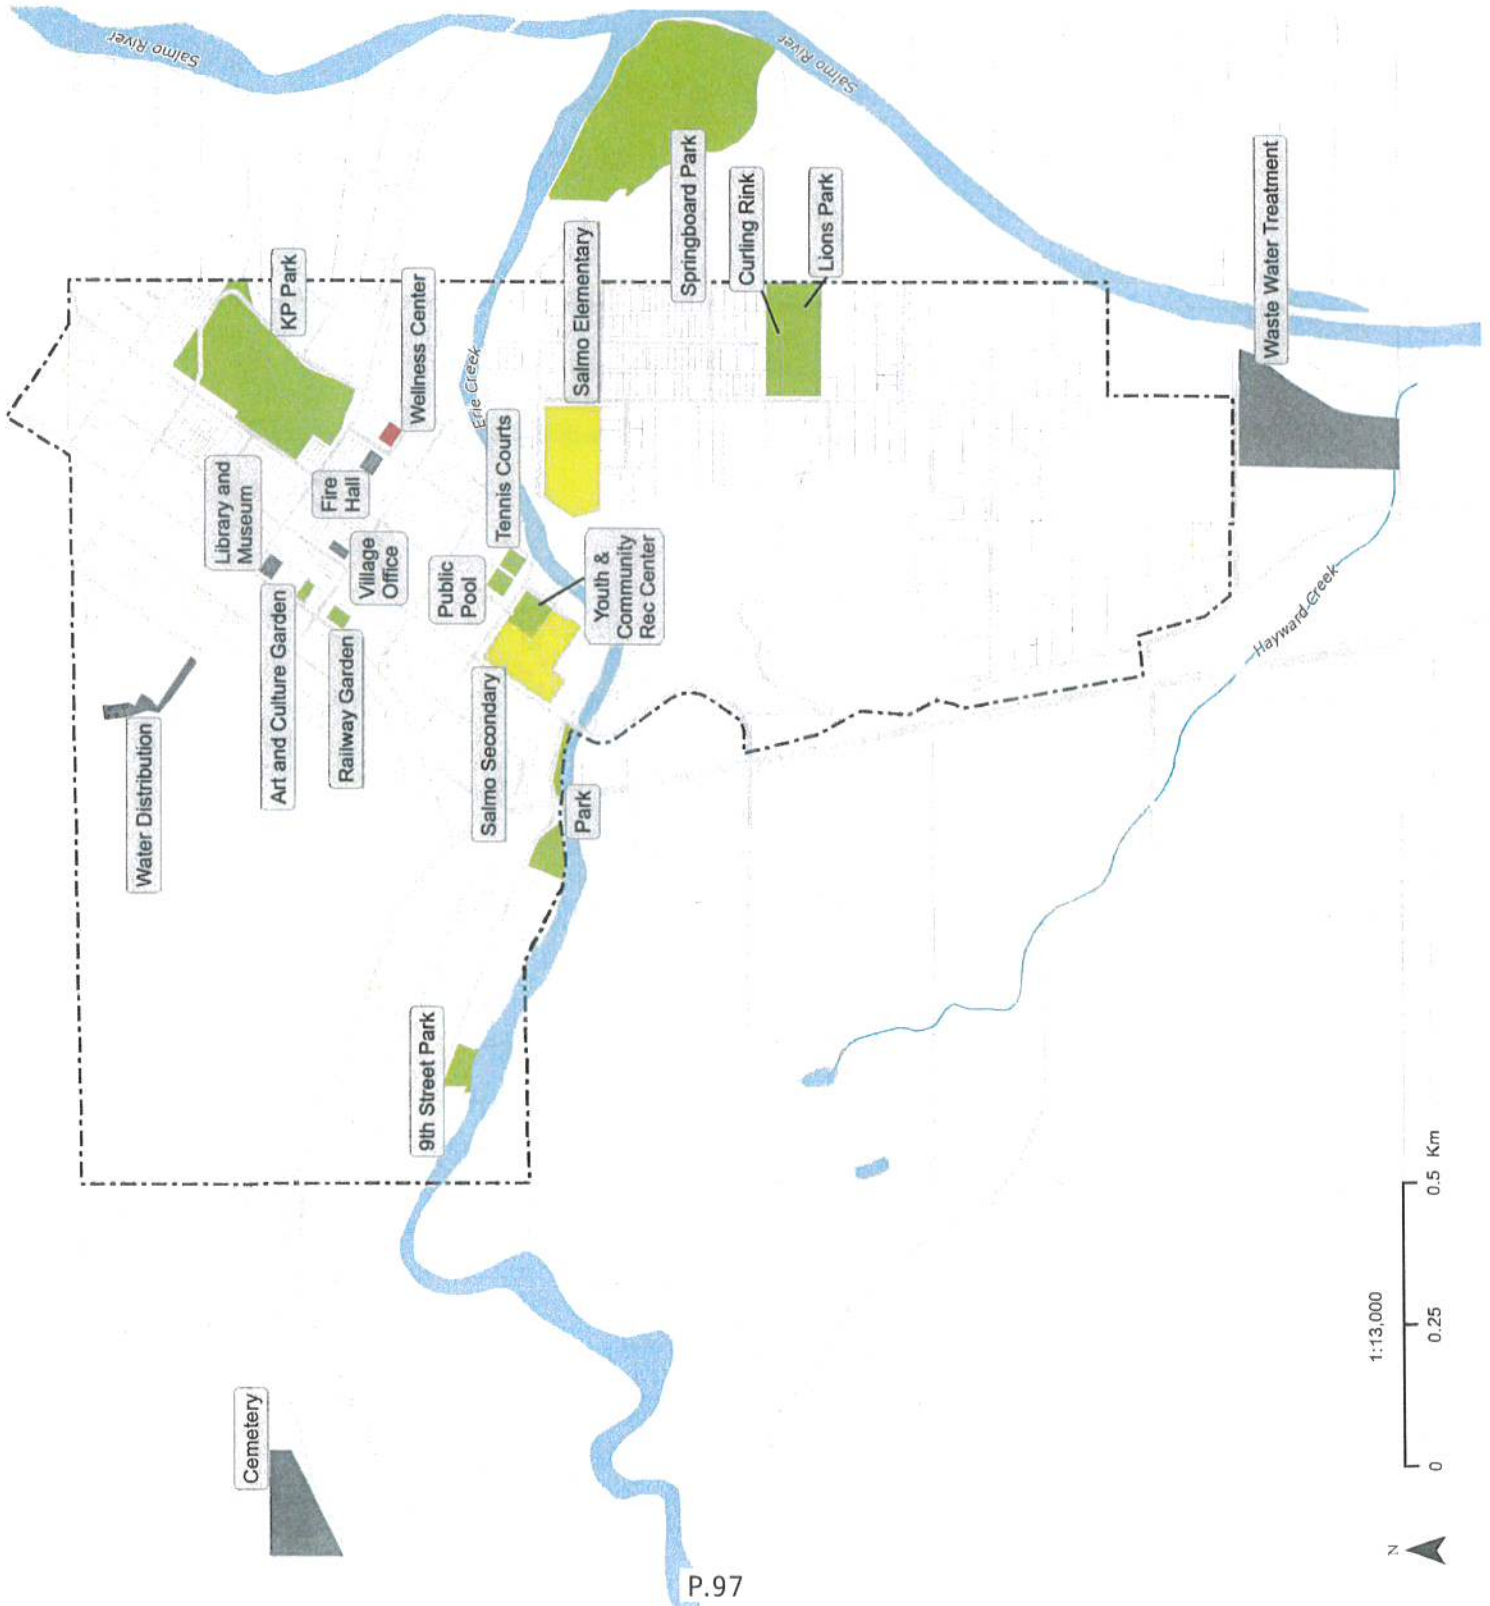 Salmo River
Salmo River
KP Park
Wellness Center
Erie Creek
Library and
Museum
Fire
Hall
Village
Office
Art and Culture Garden
Railway Garden
Water Distribution
Public
Pool
Tennis Courts
Youth &
Community
Rec Center
Salmo Secondary
Park
Salmo Elementary
Springboard Park
Curling Rink
Lions Park
Waste Water Treatment
Hayward Creek
9th Street Park
Cemetery
1:13,000
0
0.25
0.5 Km
N
P.97